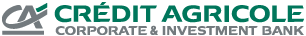 CRÉDIT AGRICOLE
CORPORATE & INVESTMENT BANK